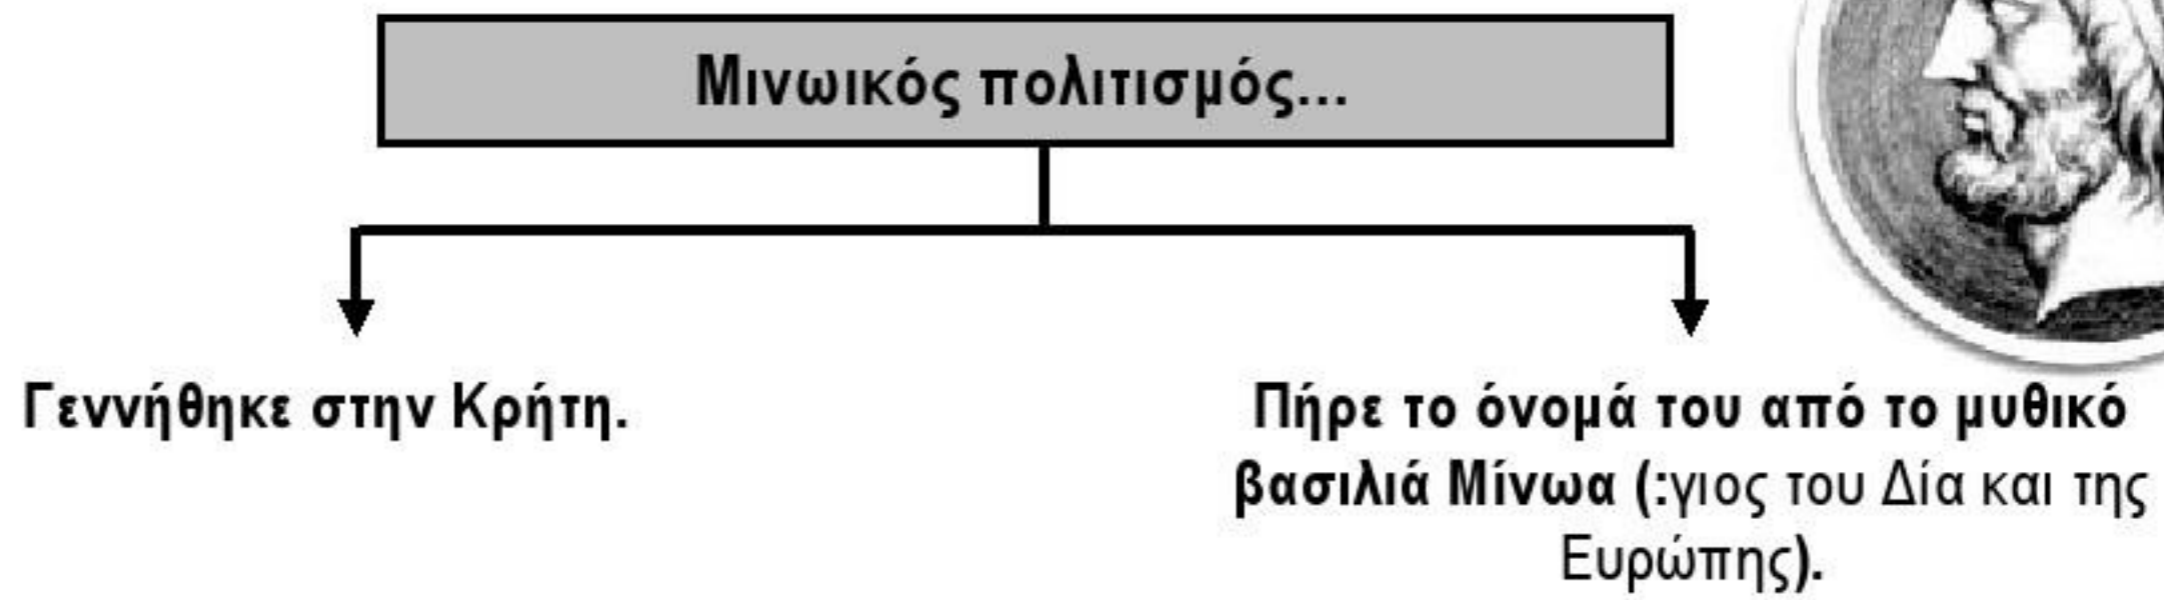 Μινωικός πολιτισμός...
Γεννήθηκε στην Κρήτη.
Πήρε το όνομά του από το μυθικό
βασιλιά Μίνωα (:γιος του Δία και της
Ευρώπης).